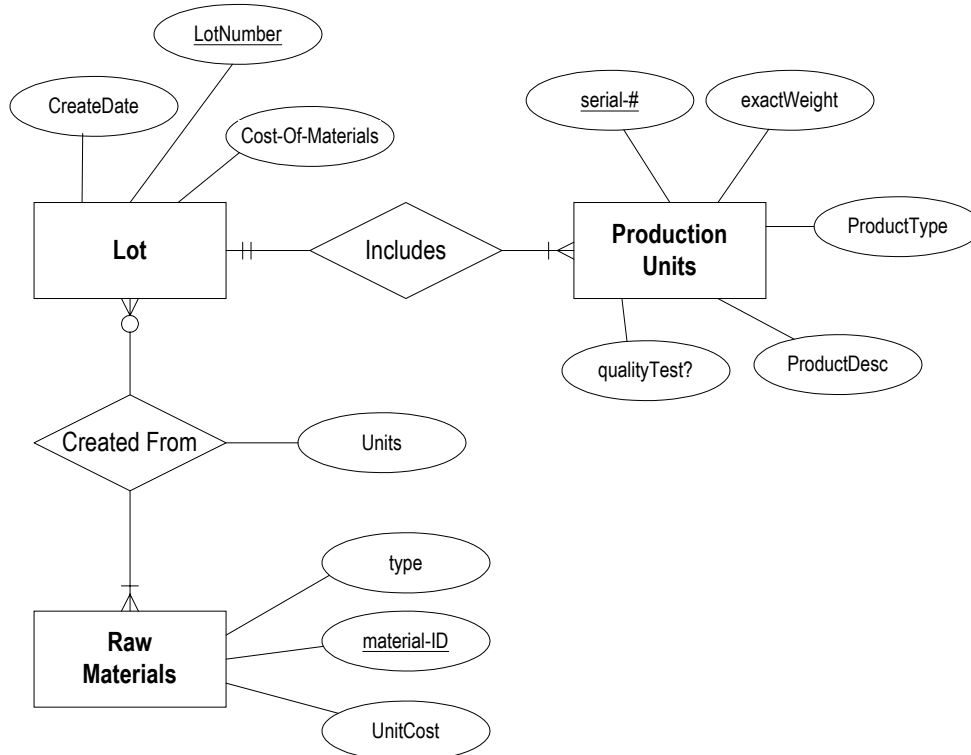 LotNumber
CreateDate
Cost-Of-Materials
serial-#
exactWeight
Lot
Includes
Production
Units
ProductType
qualityTest?
ProductDesc
Created From
Units
type
Raw
Materials
material-ID
UnitCost